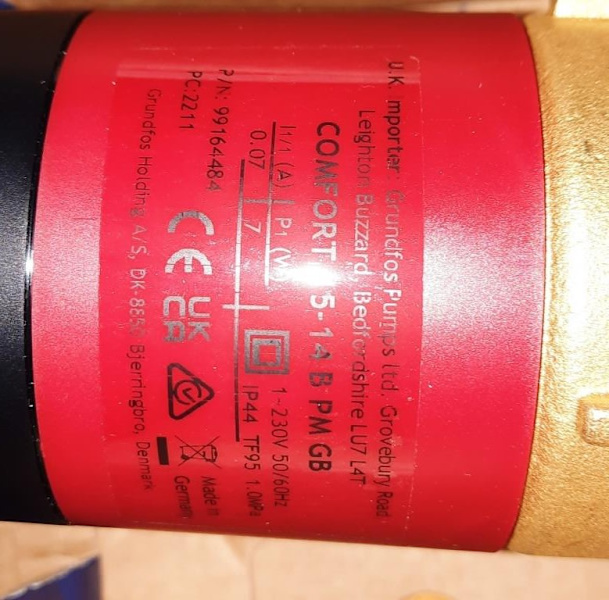 U.K. Importer: Grundfos Pumps Ltd. Grovebury Road
Leighton Buzzard, Bedfordshire LU7 L4T
COMFORT 15-14 B PM GB
I1/1 (A) P1 (W)
0.07 7
1~230V 50/60Hz
IP44 TF95 1.0MPa
P/N: 99164484
PC:2211
CE UK CA
Made in
Germany
Grundfos Holding A/S, DK-8850 Bjerringbro, Denmark